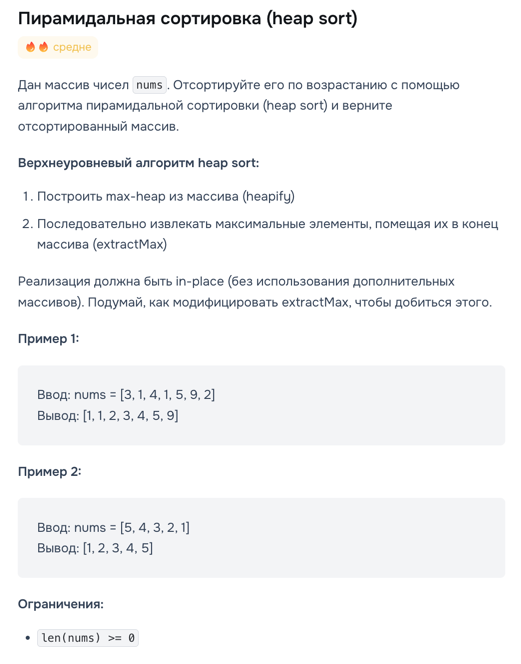 Пирамидальная сортировка (heap sort)
🔥🔥 средне
Дан массив чисел nums. Отсортируйте его по возрастанию с помощью
алгоритма пирамидальной сортировки (heap sort) и верните
отсортированный массив.
Верхнеуровневый алгоритм heap sort:
1. Построить max-heap из массива (heapify)
2. Последовательно извлекать максимальные элементы, помещая их в конец
массива (extractMax)
Реализация должна быть in-place (без использования дополнительных
массивов). Подумай, как модифицировать extractMax, чтобы добиться этого.
Пример 1:
Ввод: nums = [3, 1, 4, 1, 5, 9, 2]
Вывод: [1, 1, 2, 3, 4, 5, 9]
Пример 2:
Ввод: nums = [5, 4, 3, 2, 1]
Вывод: [1, 2, 3, 4, 5]
Ограничения:
• len(nums) >= 0